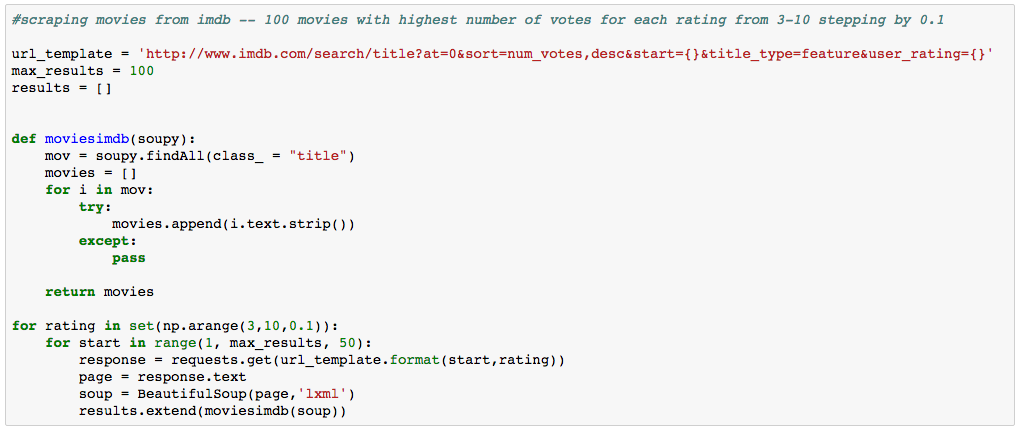 #scraping movies from imdb -- 100 movies with highest number of votes for each rating from 3-10 stepping by 0.1
url_template = 'http://www.imdb.com/search/title?at=0&sort=num_votes,desc&start={}&title_type=feature&user_rating={}'
max_results = 100
results = []
def moviesimdb(soupy):
    mov = soupy.findAll(class_ = "title")
    movies = []
    for i in mov:
        try:
            movies.append(i.text.strip())
        except:
            pass
    return movies
for rating in set(np.arange(3,10,0.1)):
    for start in range(1, max_results, 50):
        response = requests.get(url_template.format(start,rating))
        page = response.text
        soup = BeautifulSoup(page,'lxml')
        results.extend(moviesimdb(soup))